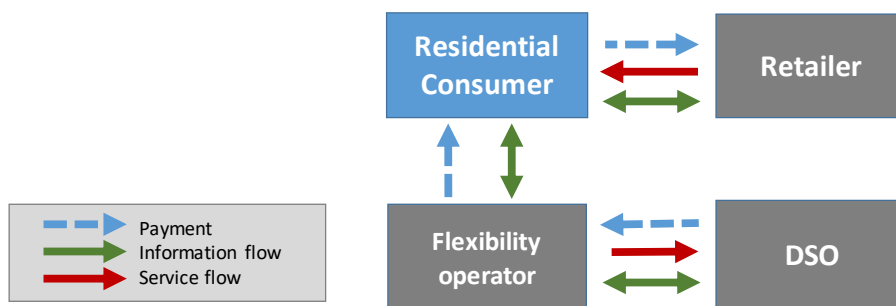 Residential
Consumer
Retailer
Flexibility
operator
DSO
Payment
Information flow
Service flow